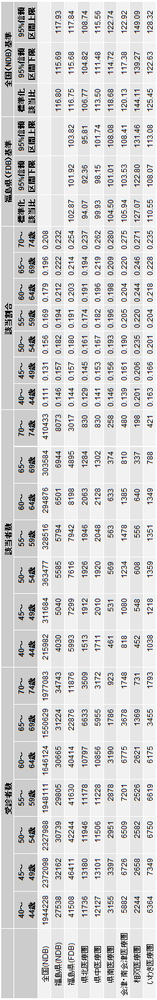 受診者数 該当者数 該当割合 福島県(FDB)基準 全国(NDB)基準
40～44歳 45～49歳 50～54歳 55～59歳 60～64歳 65～69歳 70～74歳 40～44歳 45～49歳 50～54歳 55～59歳 60～64歳 65～69歳 70～74歳 40～44歳 45～49歳 50～54歳 55～59歳 60～64歳 65～69歳 70～74歳 標準化該当比 95%信頼区間下限 95%信頼区間上限 標準化該当比 95%信頼区間下限 95%信頼区間上限
全国(NDB) 1944228 2372098 2327988 1948111 1646124 1550629 1977083 215982 311684 363477 328516 294876 303584 410433 0.111 0.131 0.156 0.169 0.179 0.196 0.208
福島県(NDB) 27538 32162 30739 29805 30665 31224 34743 4030 5040 5585 5794 6501 6944 8073 0.146 0.157 0.182 0.194 0.212 0.222 0.232 116.80 115.69 117.93
福島県(FDB) 41508 46411 42244 41630 40414 22876 11876 5993 7299 7616 7942 8198 4895 3017 0.144 0.157 0.180 0.191 0.203 0.214 0.254 102.87 101.92 103.82 116.75 115.68 117.84
県北医療圏 11736 13180 11946 11178 10797 6633 3509 1513 1912 1926 1946 2063 1284 830 0.129 0.145 0.161 0.174 0.191 0.194 0.237 94.07 92.36 95.81 106.77 104.82 108.74
県中医療圏 12127 13101 11506 11228 10856 5955 3172 1711 2010 1920 2048 2128 1302 830 0.141 0.153 0.167 0.182 0.196 0.219 0.262 99.93 98.15 101.74 113.50 111.48 115.56
県南医療圏 3155 3397 2951 2878 3190 1786 923 461 531 569 563 633 374 258 0.146 0.156 0.193 0.196 0.198 0.209 0.280 104.50 101.01 108.08 118.68 114.72 122.74
会津・南会津医療圏 5882 6726 6509 7201 6775 3678 1748 818 1080 1234 1478 1385 810 480 0.139 0.161 0.190 0.205 0.204 0.220 0.275 105.94 103.53 108.41 120.13 117.38 122.92
相双医療圏 2244 2658 2582 2526 2621 1369 731 452 548 608 556 640 337 198 0.201 0.206 0.235 0.220 0.244 0.246 0.271 127.07 122.80 131.46 144.11 139.27 149.09
いわき医療圏 6364 7349 6750 6619 6175 3455 1793 1038 1218 1359 1351 1349 788 421 0.163 0.166 0.201 0.204 0.218 0.228 0.235 110.55 108.07 113.08 125.45 122.63 128.32